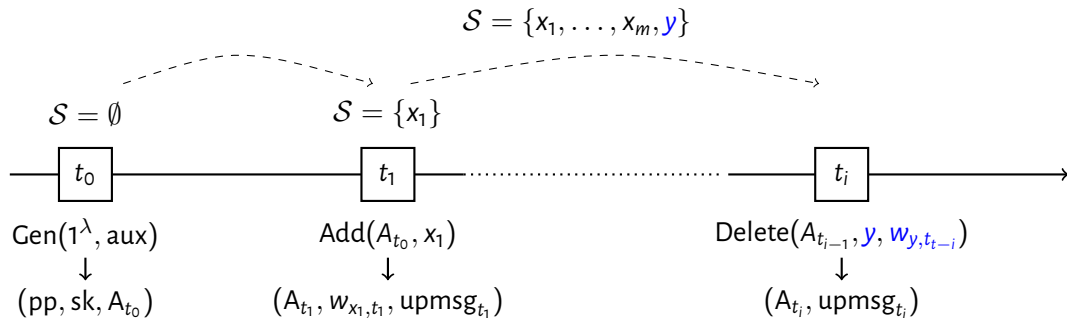 𝒮 = {x₁, . . . , xₘ, y}
𝒮 = ∅
𝒮 = {x₁}
t₀
t₁
tᵢ
Gen(1^λ, aux)
Add(A_{t₀}, x₁)
Delete(A_{t_{i−1}}, y, w_{y,t_{t−i}})
(pp, sk, A_{t₀})
(A_{t₁}, w_{x₁,t₁}, upmsg_{t₁})
(A_{tᵢ}, upmsg_{tᵢ})